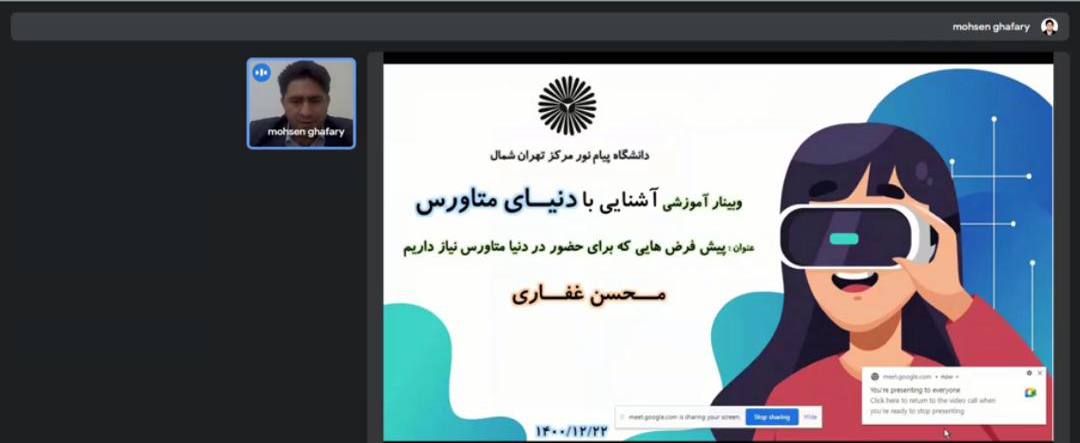 mohsen ghafary
mohsen ghafary
دانشگاه پیام نور مرکز تهران شمال
وبینار آموزشی آشنایی با دنیـــای متاورس
عنوان : پیش فرض هایی که برای حضور در دنیا متاورس نیاز داریم
مـــحسن غفـــاری
meet.google.com • now
You're presenting to everyone
Click here to return to the video call when
you're ready to stop presenting
meet.google.com is sharing your screen.
Stop sharing
Hide
۱۴۰۰/۱۲/۲۲